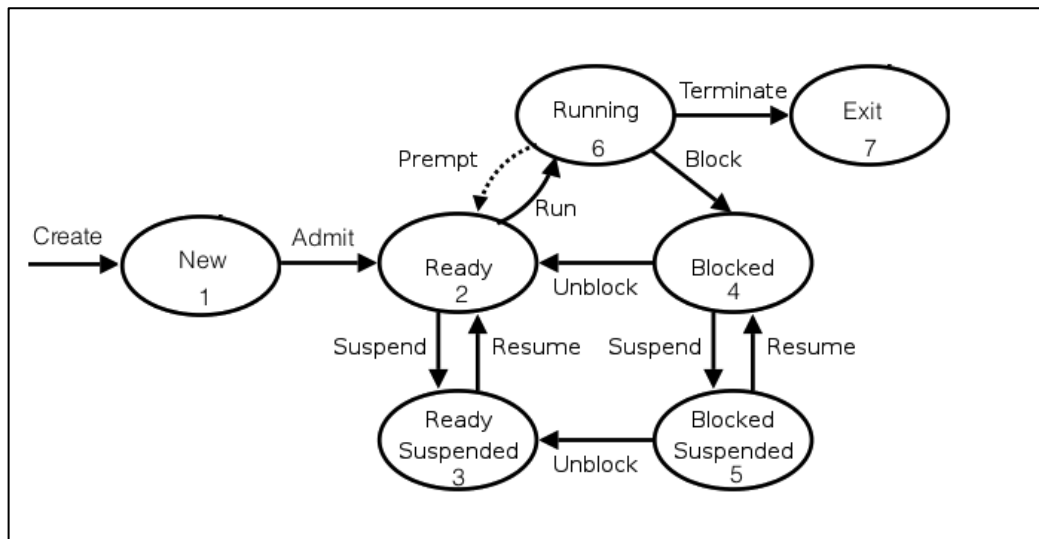 Running
6
Terminate
Exit
7
Prempt
Block
Run
Create
New
1
Admit
Ready
2
Unblock
Blocked
4
Suspend
Resume
Suspend
Resume
Ready
Suspended
3
Unblock
Blocked
Suspended
5